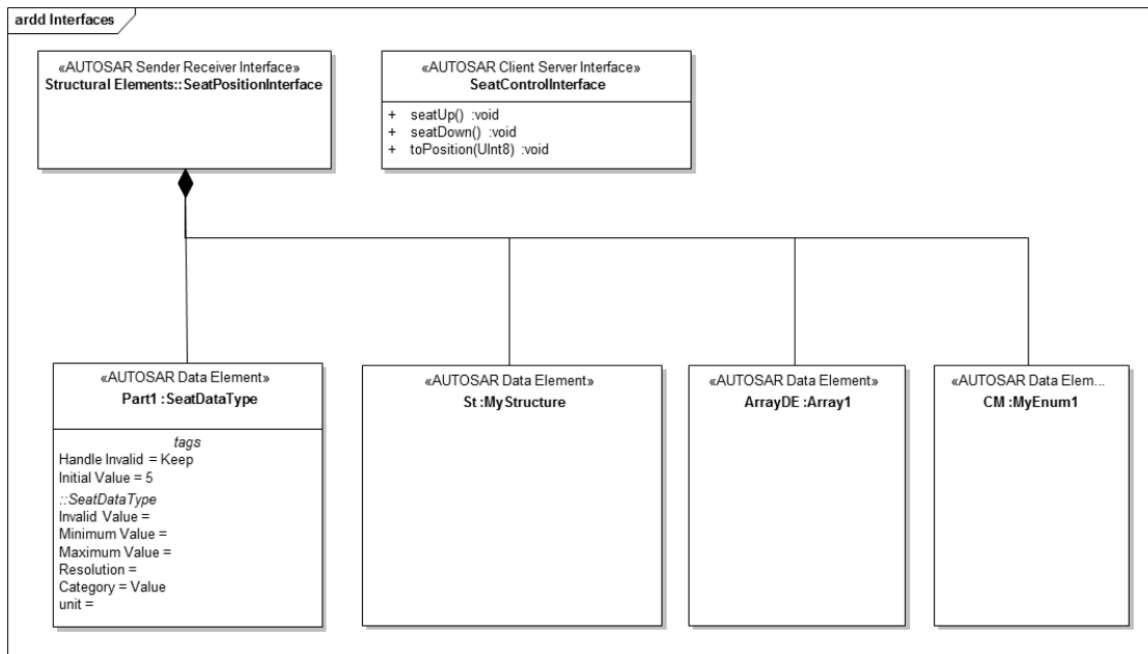 ardd Interfaces
«AUTOSAR Sender Receiver Interface»
Structural Elements::SeatPositionInterface
«AUTOSAR Client Server Interface»
SeatControlInterface
+ seatUp() :void
+ seatDown() :void
+ toPosition(UInt8) :void
«AUTOSAR Data Element»
Part1 :SeatDataType
tags
Handle Invalid = Keep
Initial Value = 5
::SeatDataType
Invalid Value =
Minimum Value =
Maximum Value =
Resolution =
Category = Value
unit =
«AUTOSAR Data Element»
St :MyStructure
«AUTOSAR Data Element»
ArrayDE :Array1
«AUTOSAR Data Elem...
CM :MyEnum1